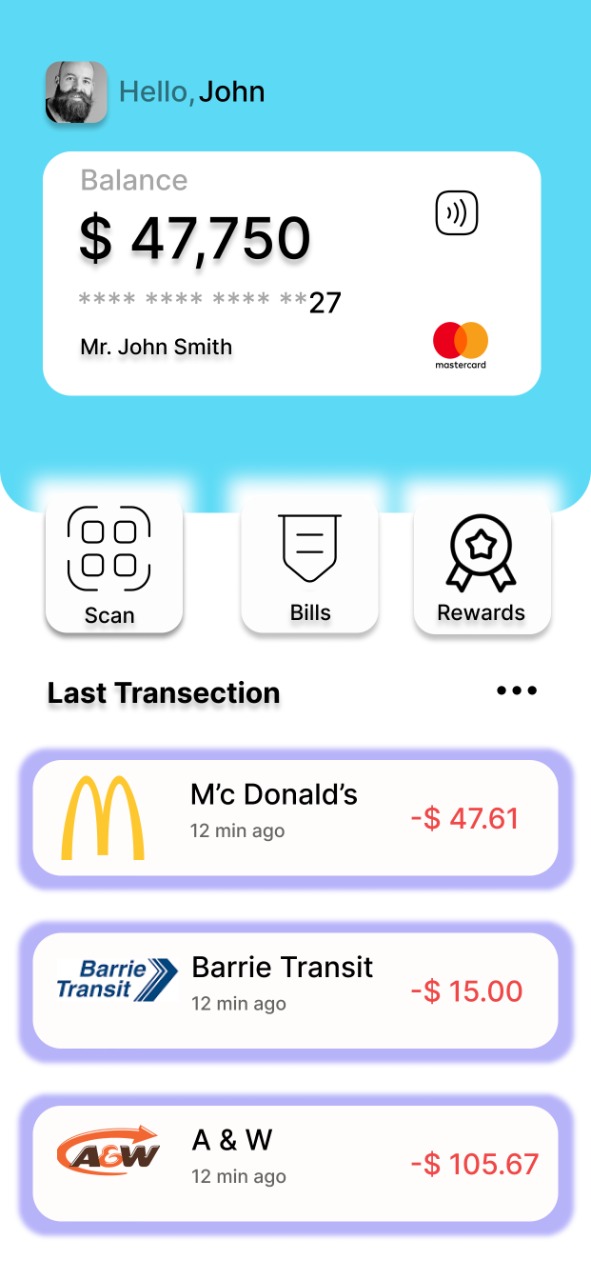 Hello, John
Balance
$ 47,750
**** **** **** **27
Mr. John Smith
mastercard
Scan
Bills
Rewards
Last Transection
M'c Donald's
12 min ago
-$ 47.61
Barrie
Transit
Barrie Transit
12 min ago
-$ 15.00
A&W
A & W
12 min ago
-$ 105.67